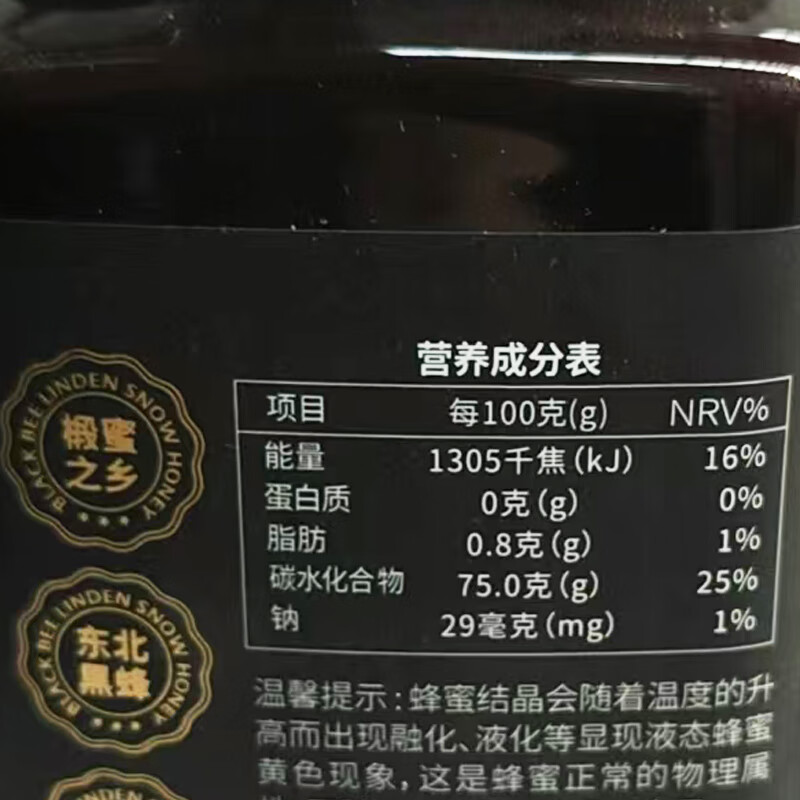 营养成分表
项目 每100克(g) NRV%
能量 1305千焦(kJ) 16%
蛋白质 0克(g) 0%
脂肪 0.8克(g) 1%
碳水化合物 75.0克(g) 25%
钠 29毫克(mg) 1%
温馨提示:蜂蜜结晶会随着温度的升
高而出现融化、液化等显现液态蜂蜜
黄色现象,这是蜂蜜正常的物理属
BLACK BEE LINDEN SNOW HONEY
椴蜜
之乡
BLACK BEE LINDEN SNOW HONEY
东北
黑蜂
LINDEN